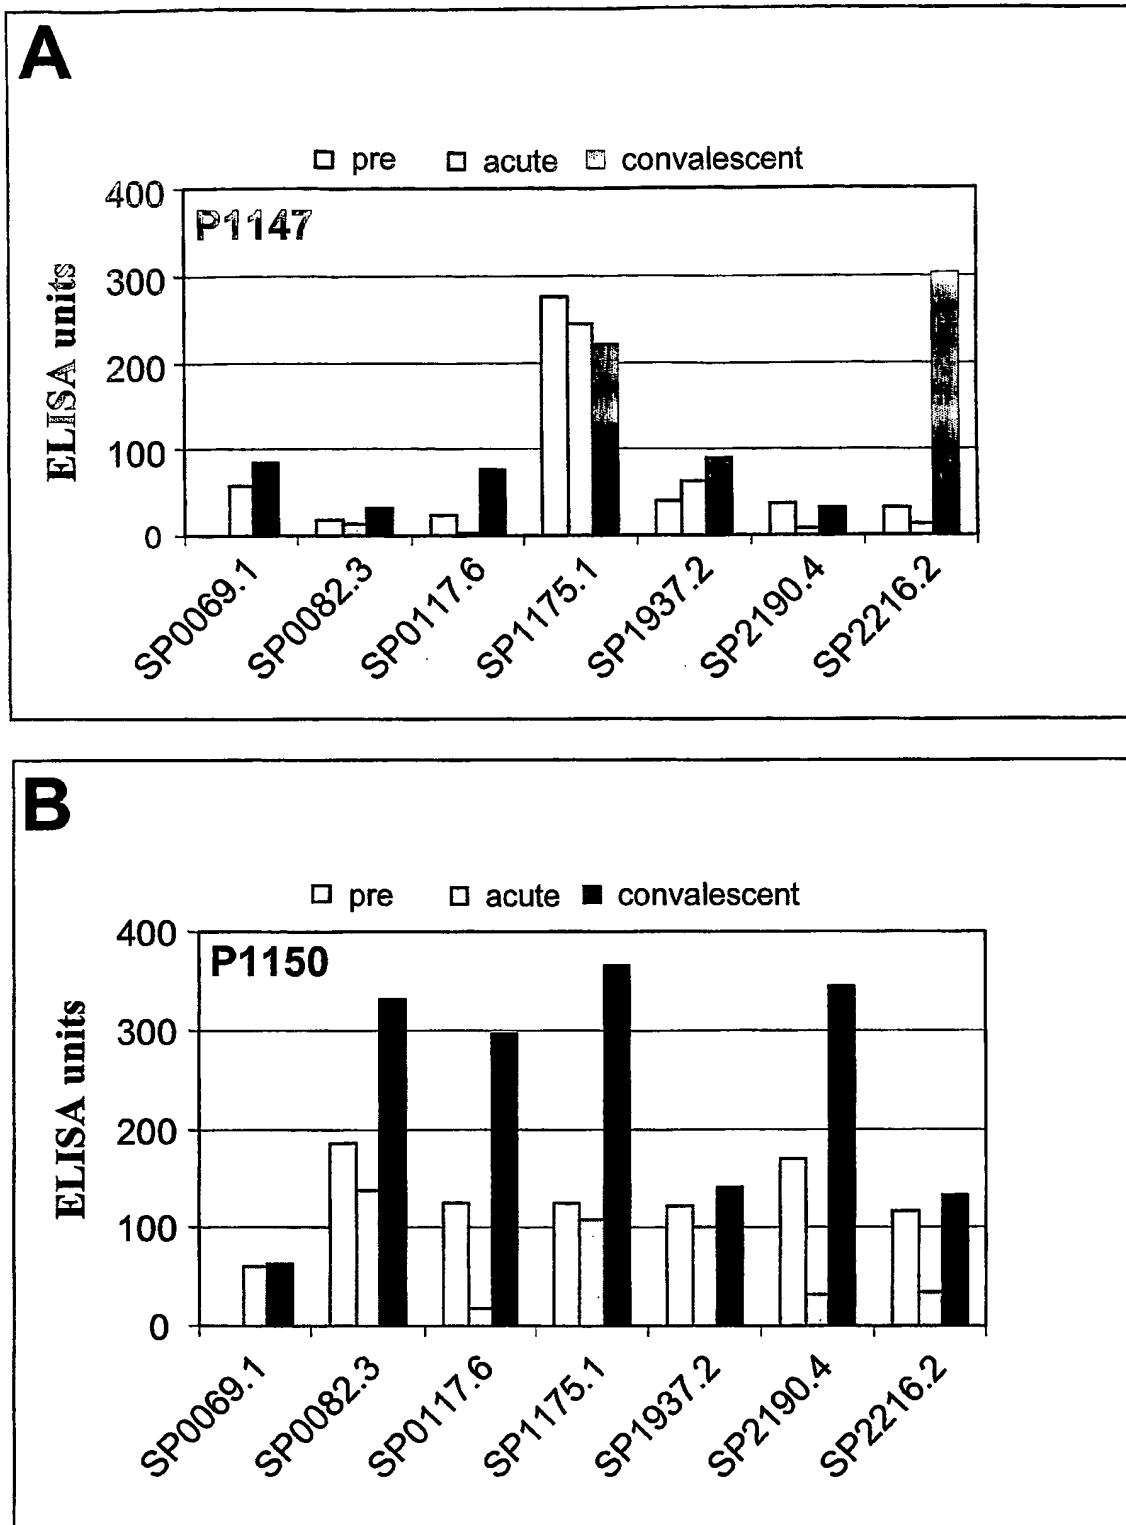 A
pre acute convalescent
400
P1147
300
200
100
0
ELISA units
SP0069.1 SP0082.3 SP0117.6 SP1175.1 SP1937.2 SP2190.4 SP2216.2
B
pre acute convalescent
400
P1150
300
200
100
0
ELISA units
SP0069.1 SP0082.3 SP0117.6 SP1175.1 SP1937.2 SP2190.4 SP2216.2